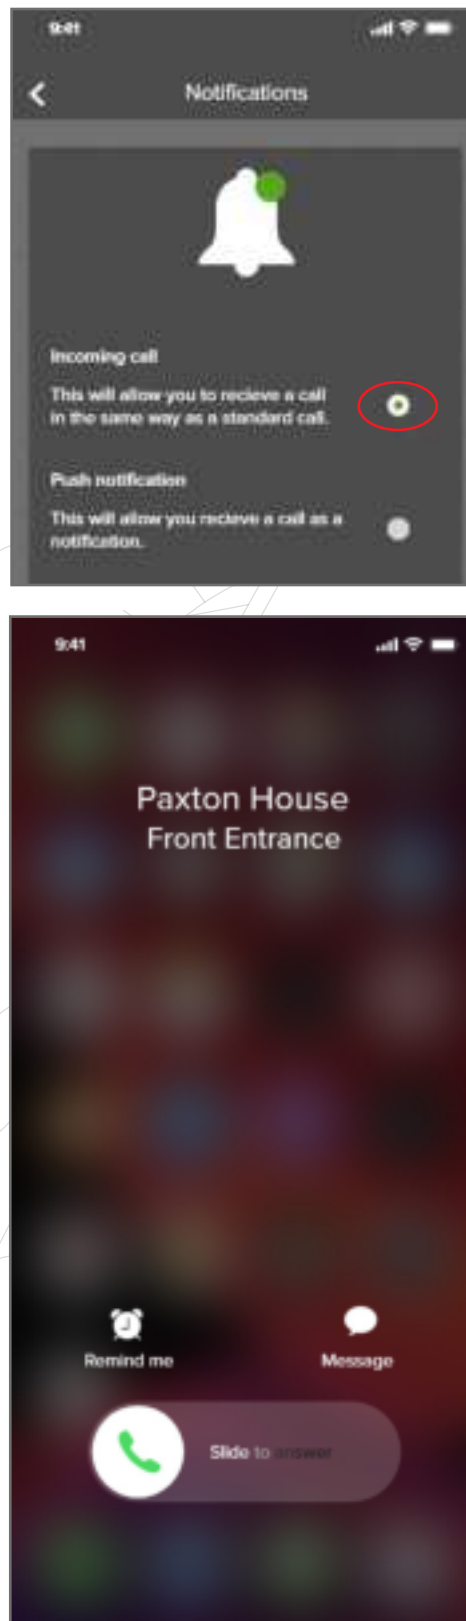 9:41
Notifications
Incoming call
This will allow you to recieve a call
in the same way as a standard call.
Push notification
This will allow you recieve a call as a
notification.
9:41
Paxton House
Front Entrance
Remind me
Message
Slide to answer